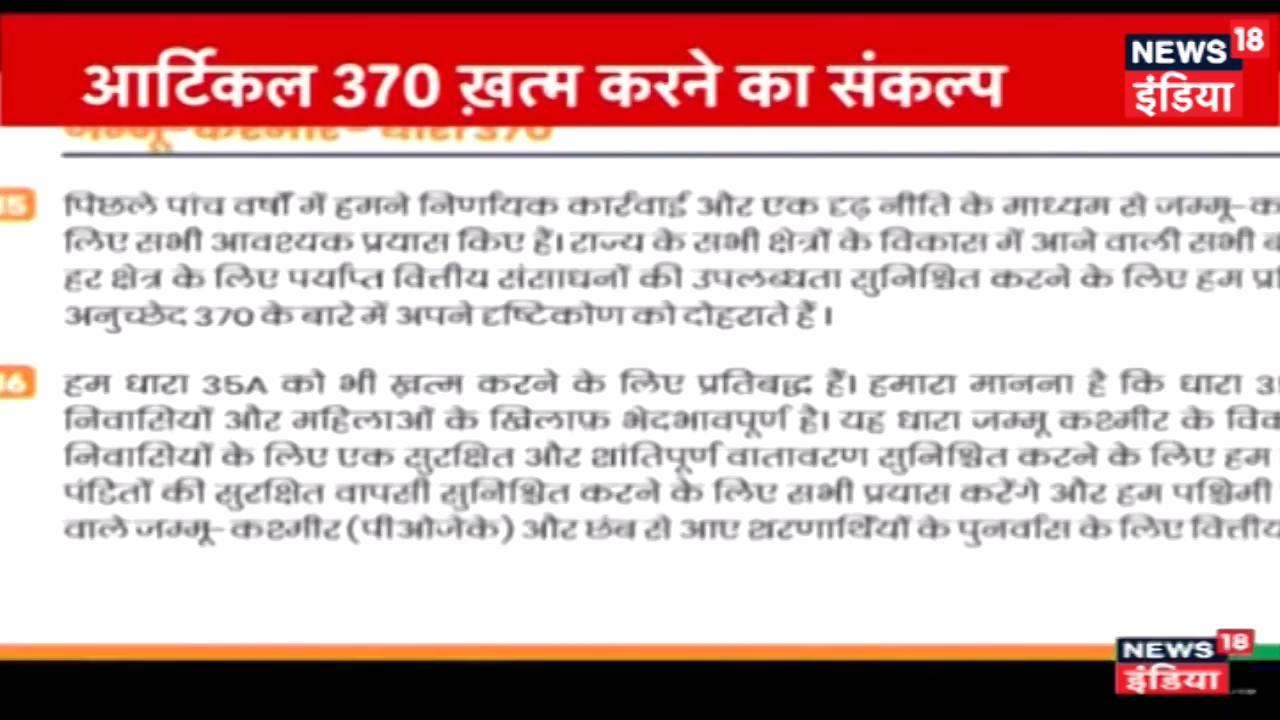 आर्टिकल 370 ख़त्म करने का संकल्प
NEWS 18
इंडिया
जम्मू-कश्मीर- धारा 370
15 पिछले पांच वर्षों में हमने निर्णायक कार्रवाई और एक दृढ़ नीति के माध्यम से जम्मू-क
लिए सभी आवश्यक प्रयास किए हैं। राज्य के सभी क्षेत्रों के विकास में आने वाली सभी
हर क्षेत्र के लिए पर्याप्त वित्तीय संसाधनों की उपलब्धता सुनिश्चित करने के लिए हम
अनुच्छेद 370 के बारे में अपने दृष्टिकोण को दोहराते हैं।
16 हम धारा 35A को भी ख़त्म करने के लिए प्रतिबद्ध हैं। हमारा मानना है कि धारा
निवासियों और महिलाओं के खिलाफ़ भेदभावपूर्ण है। यह धारा जम्मू कश्मीर के
निवासियों के लिए एक सुरक्षित और शांतिपूर्ण वातावरण सुनिश्चित करने के लिए हम
पंडितों की सुरक्षित वापसी सुनिश्चित करने के लिए सभी प्रयास करेंगे और हम पश्चिमी
वाले जम्मू-कश्मीर (पीओजेके) और छंब से आए शरणार्थियों के पुनर्वास के लिए वित्तीय
NEWS 18
इंडिया